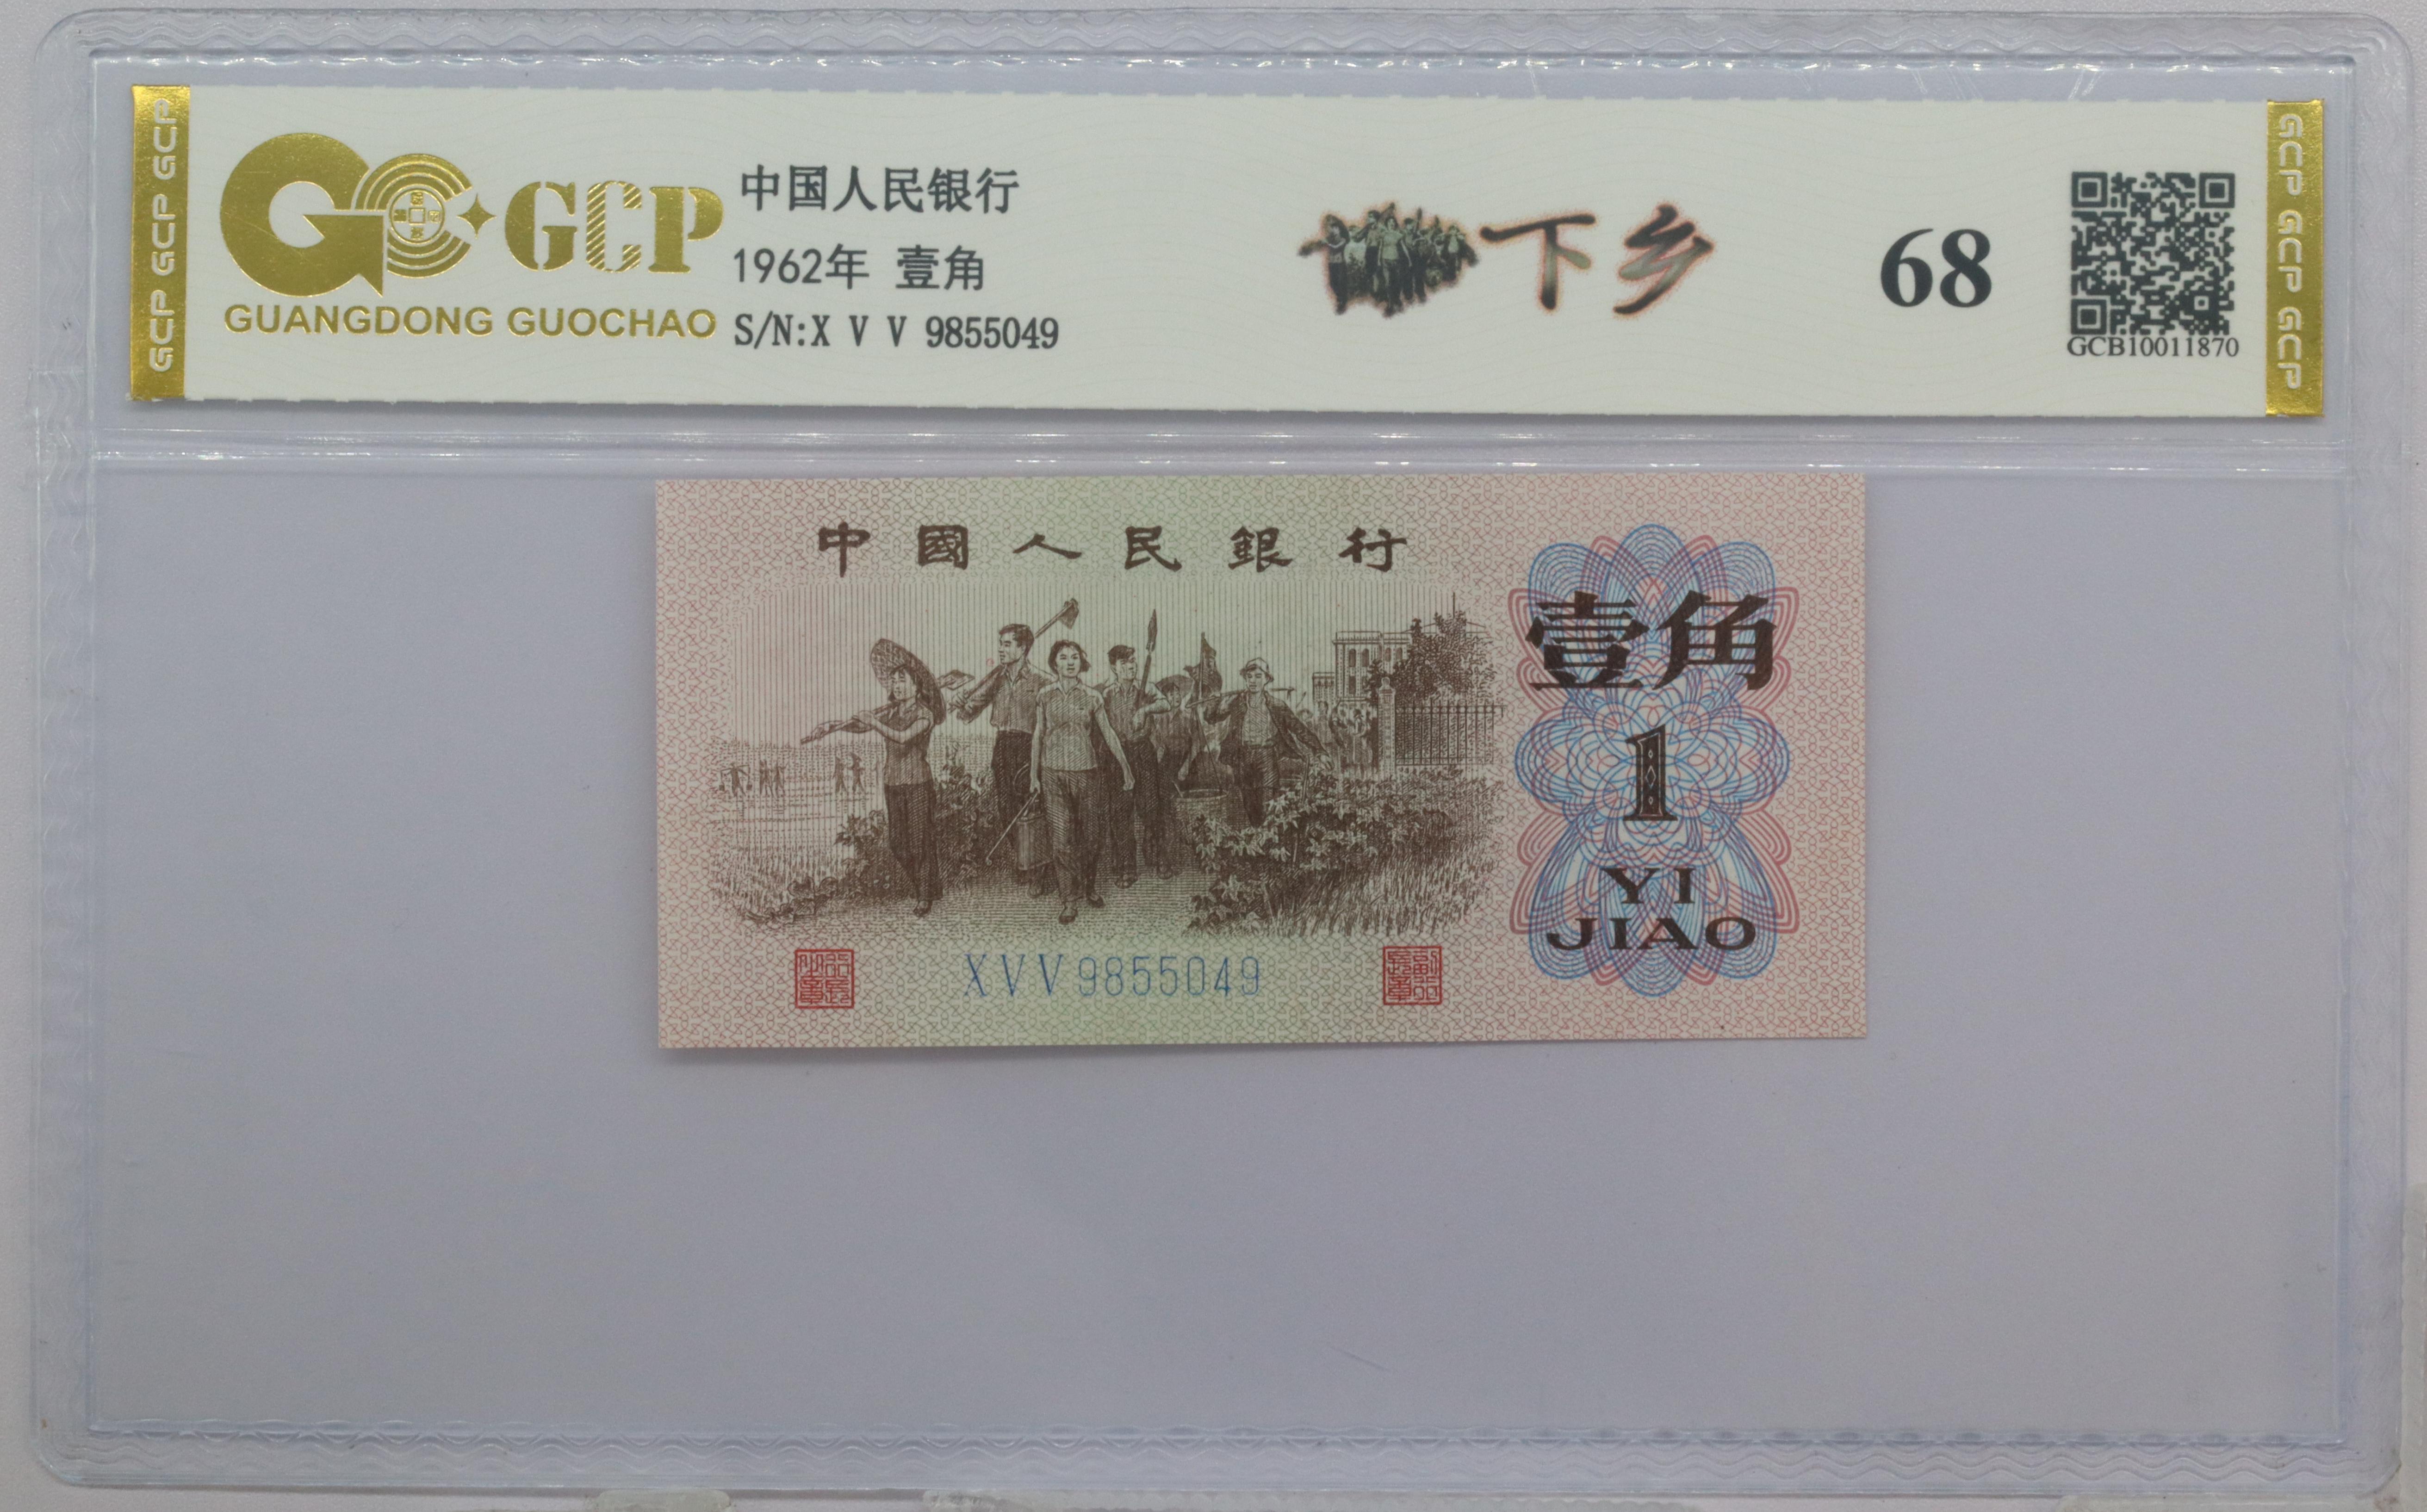 GCP GCP GCP
GCP
GUANGDONG GUOCHAO
中国人民银行
1962年 壹角
S/N:X V V 9855049
下乡
68
GCB10011870
GCP GCP GCP
中國人民銀行
壹角
1
YI
JIAO
XVV9855049